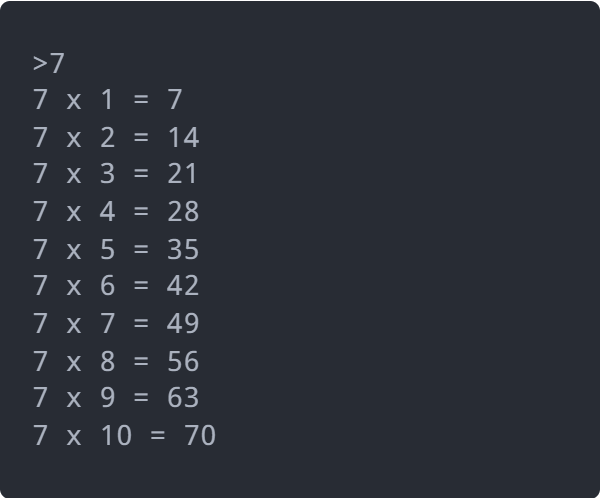 >7
7 x 1 = 7
7 x 2 = 14
7 x 3 = 21
7 x 4 = 28
7 x 5 = 35
7 x 6 = 42
7 x 7 = 49
7 x 8 = 56
7 x 9 = 63
7 x 10 = 70